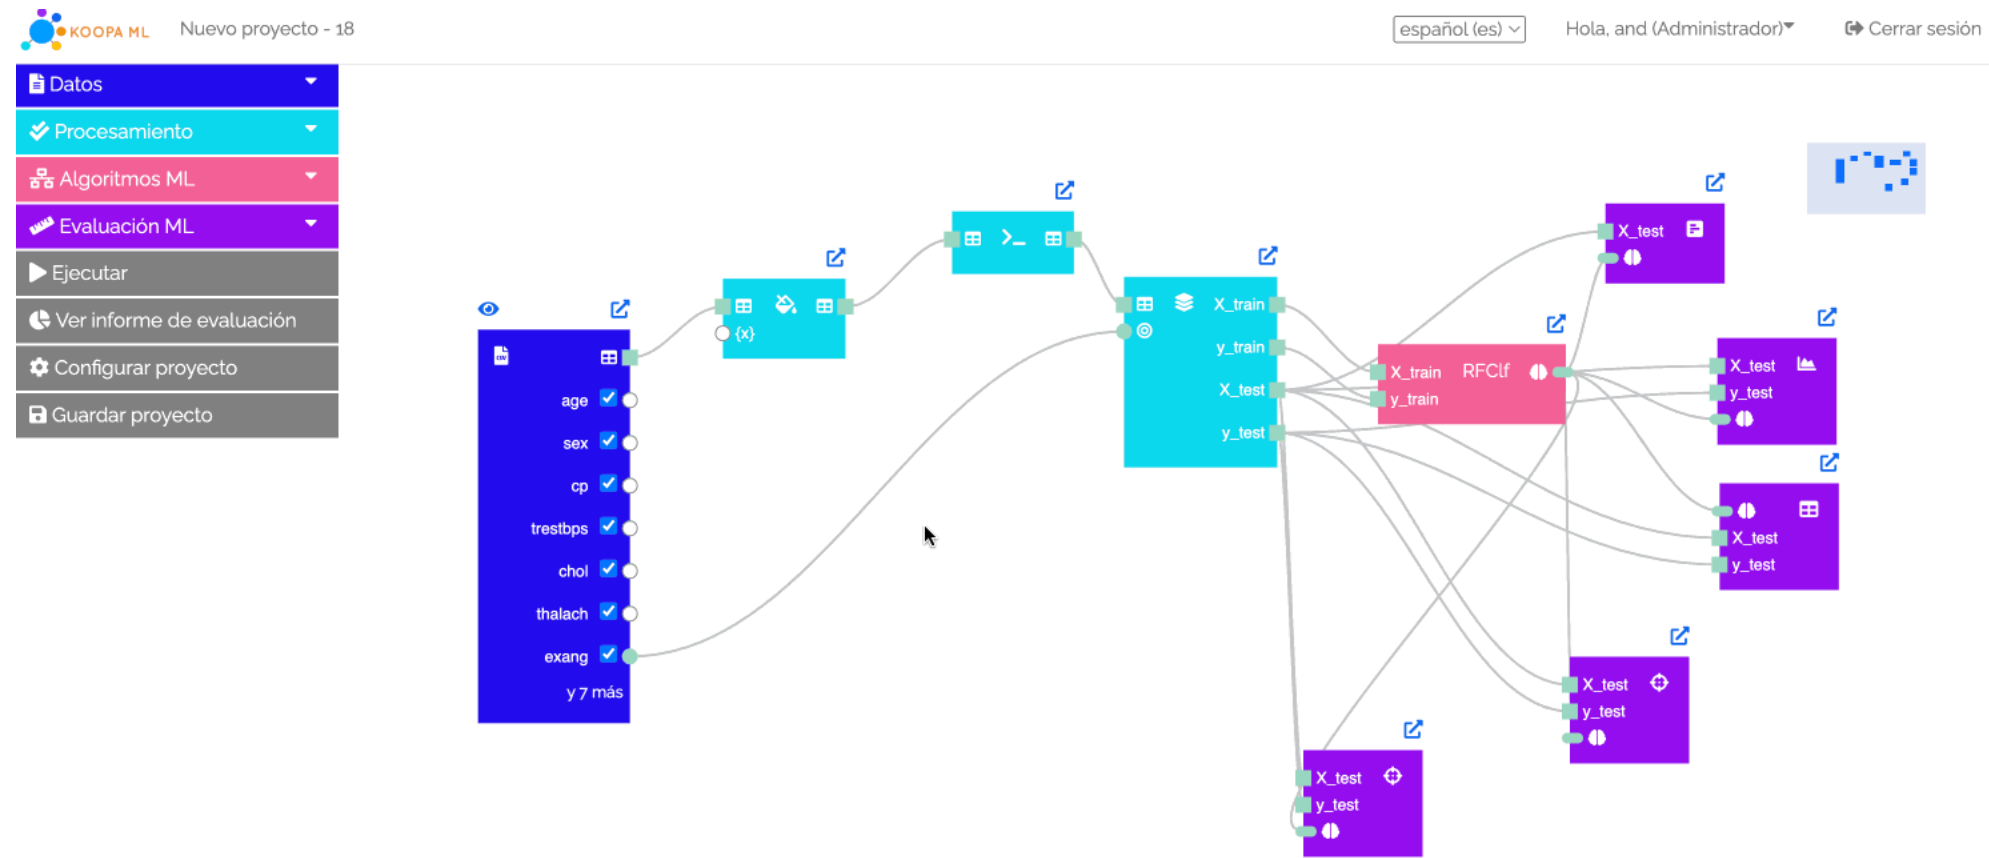 KOOPA ML
Nuevo proyecto - 18
español (es)
Hola, and (Administrador)
Cerrar sesión
Datos
Procesamiento
Algoritmos ML
Evaluación ML
Ejecutar
Ver informe de evaluación
Configurar proyecto
Guardar proyecto
CSV
age
sex
cp
trestbps
chol
thalach
exang
y 7 más
{x}
>_
X_train
y_train
X_test
y_test
X_train
RFClf
y_train
X_test
X_test
y_test
X_test
y_test
X_test
y_test
X_test
y_test